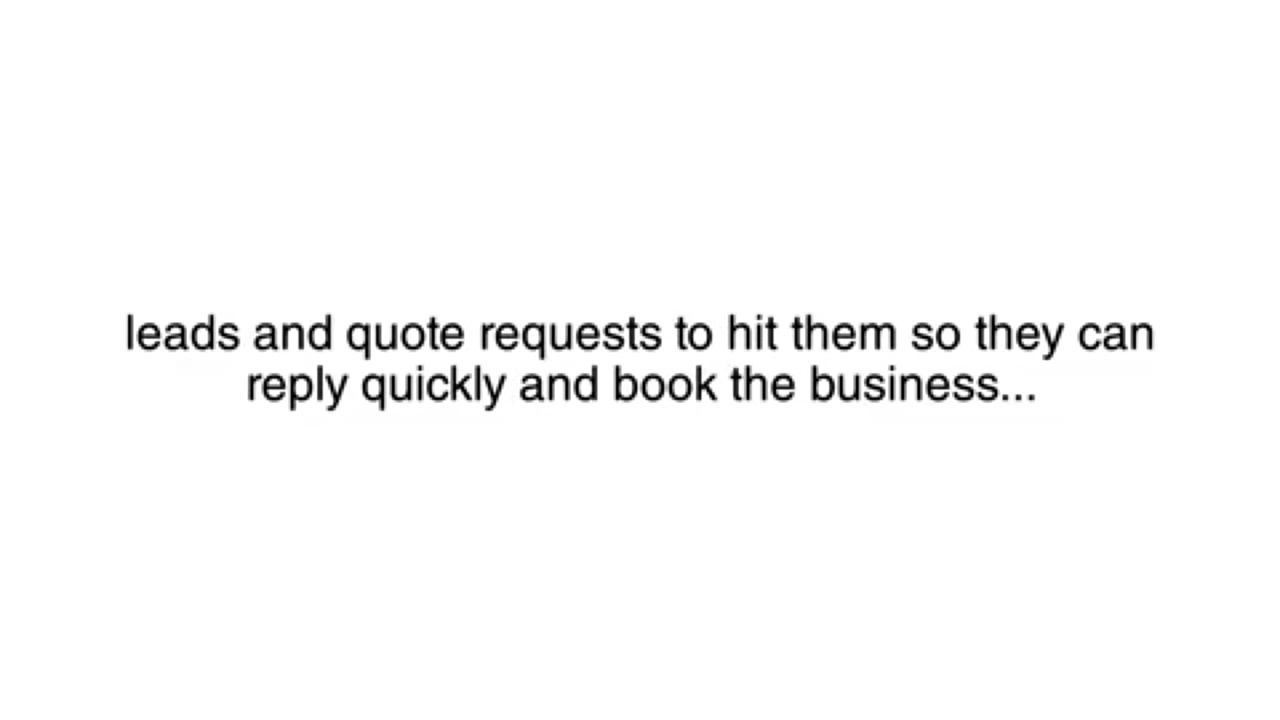 leads and quote requests to hit them so they can
reply quickly and book the business...